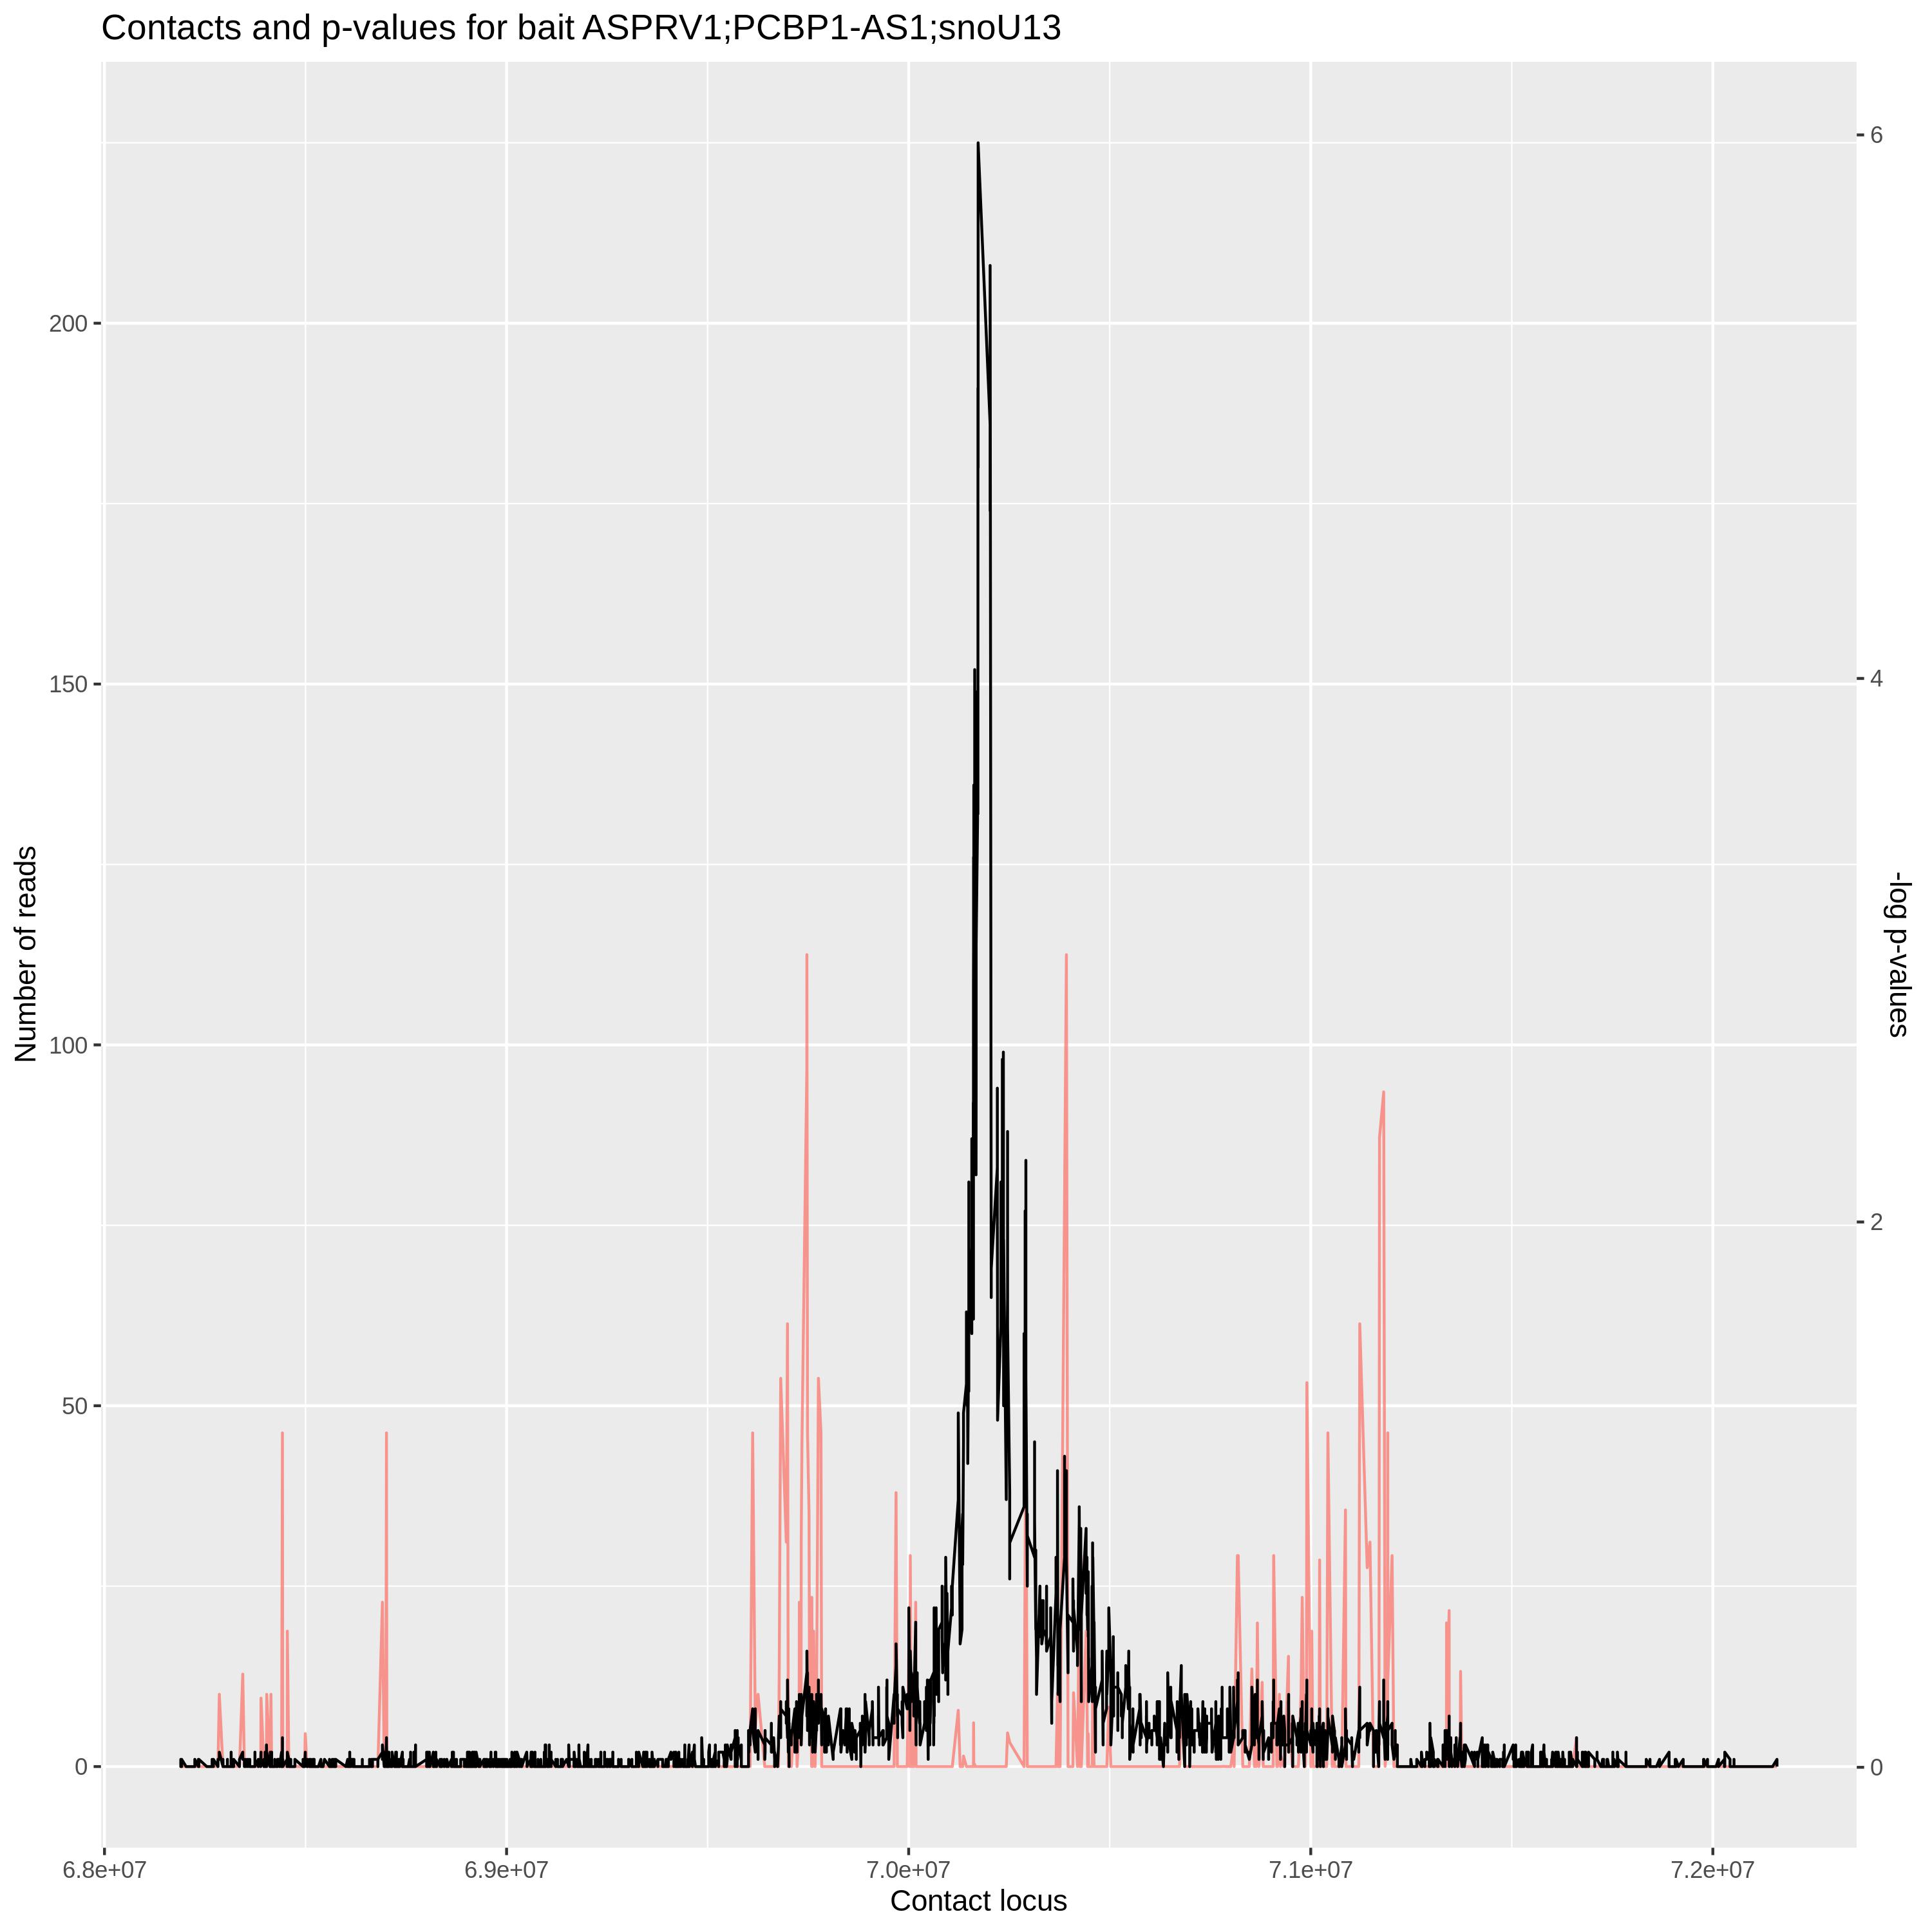 Contacts and p-values for bait ASPRV1;PCBP1-AS1;snoU13
Number of reads
200
150
100
50
0
6
4
2
0
-log p-values
6.8e+07
6.9e+07
7.0e+07
7.1e+07
7.2e+07
Contact locus